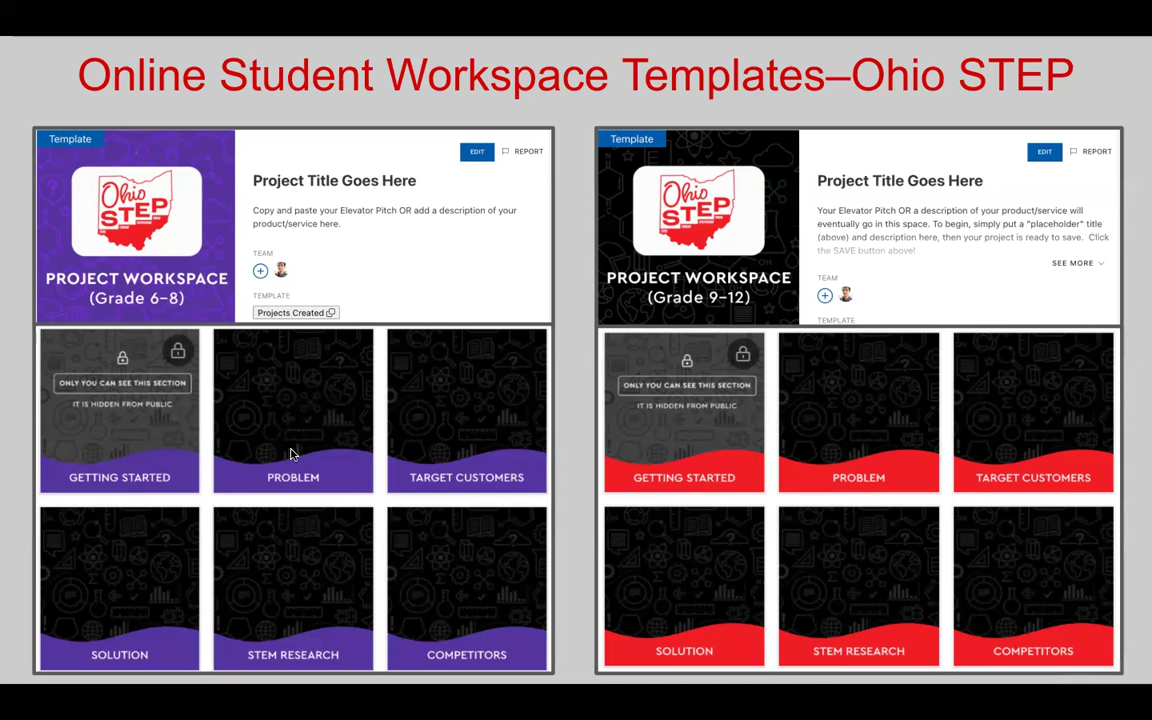 Online Student Workspace Templates–Ohio STEP
Template
Ohio
STEP
PROJECT WORKSPACE
(Grade 6–8)
EDIT
REPORT
Project Title Goes Here
Copy and paste your Elevator Pitch OR add a description of your
product/service here.
TEAM
TEMPLATE
Projects Created
ONLY YOU CAN SEE THIS SECTION
IT IS HIDDEN FROM PUBLIC
GETTING STARTED
PROBLEM
TARGET CUSTOMERS
SOLUTION
STEM RESEARCH
COMPETITORS
Template
Ohio
STEP
PROJECT WORKSPACE
(Grade 9–12)
EDIT
REPORT
Project Title Goes Here
Your Elevator Pitch OR a description of your product/service will
eventually go in this space. To begin, simply put a "placeholder" title
(above) and description here, then your project is ready to save. Click
the SAVE button above!
SEE MORE
TEAM
TEMPLATE
ONLY YOU CAN SEE THIS SECTION
IT IS HIDDEN FROM PUBLIC
GETTING STARTED
PROBLEM
TARGET CUSTOMERS
SOLUTION
STEM RESEARCH
COMPETITORS